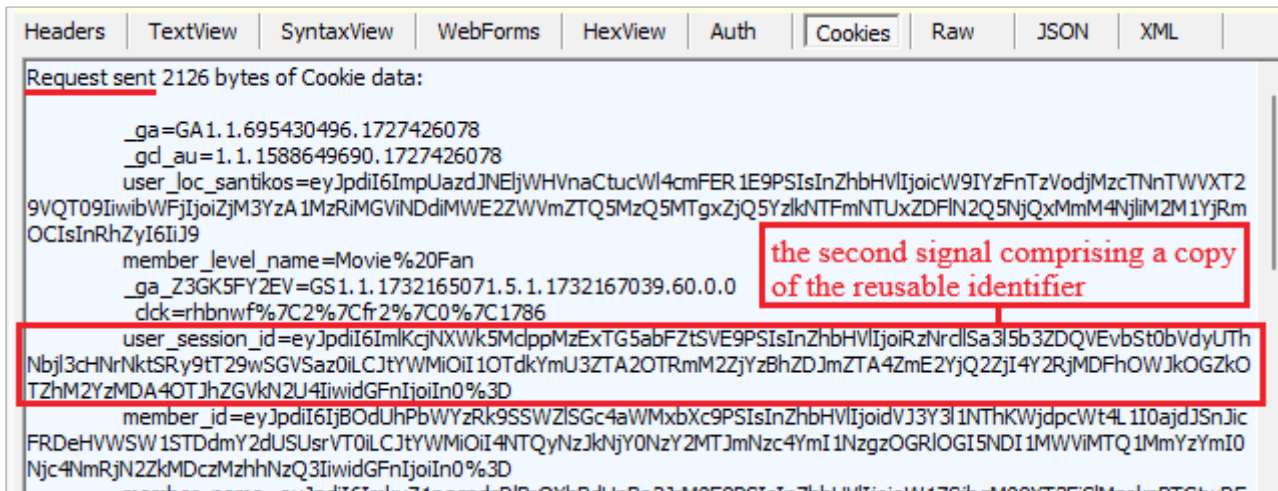 Headers TextView SyntaxView WebForms HexView Auth Cookies Raw JSON XML
Request sent 2126 bytes of Cookie data:
_ga=GA1.1.695430496.1727426078
_gcl_au=1.1.1588649690.1727426078
user_loc_santikos=eyJpdiI6ImpUazdJNEljWHVnaCtucWl4cmFER1E9PSIsInZhbHVlIjoicW9IYzFnTzVodjMzcTNnTWVXT2
9VQT09IiwibWFjIjoiZjM3YzA1MzRiMGViNDdiMWE2ZWVmZTQ5MzQ5MTgxZjQ5YzlkNTFmNTUxZDFlN2Q5NjQxMmM4NjliM2M1YjRm
OCIsInRhZyI6IiJ9
member_level_name=Movie%20Fan
_ga_Z3GK5FY2EV=GS1.1.1732165071.5.1.1732167039.60.0.0
_clck=rhbnwf%7C2%7Cfr2%7C0%7C1786
the second signal comprising a copy
of the reusable identifier
user_session_id=eyJpdiI6ImlKcjNXWk5MclppMzExTG5abFZtSVE9PSIsInZhbHVlIjoiRzNrdllSa3l5b3ZDQVEvbSt0bVdyUTh
Nbjl3cHNrNktSRy9tT29wSGVSaz0iLCJtYWMiOiI1OTdkYmU3ZTA2OTRmM2ZjYzBhZDJmZTA4ZmE2YjQ2ZjI4Y2RjMDFhOWJkOGZkO
TZhM2YzMDA4OTJhZGVkN2U4IiwidGFnIjoiIn0%3D
member_id=eyJpdiI6IjBOdUhPbWYzRk9SSWZlSGc4aWMxbXc9PSIsInZhbHVlIjoidVJ3Y3l1NThKWjdpcWt4L1I0ajdJSnJic
FRDeHVWSW1STDdmY2dUSUsrVT0iLCJtYWMiOiI4NTQyNzJkNjY0NzY2MTJmNzc4YmI1NzgzOGRlOGI5NDI1MWViMTQ1MmYzYmI0
Njc4NmRjN2ZkMDczMzhhNzQ3IiwidGFnIjoiIn0%3D